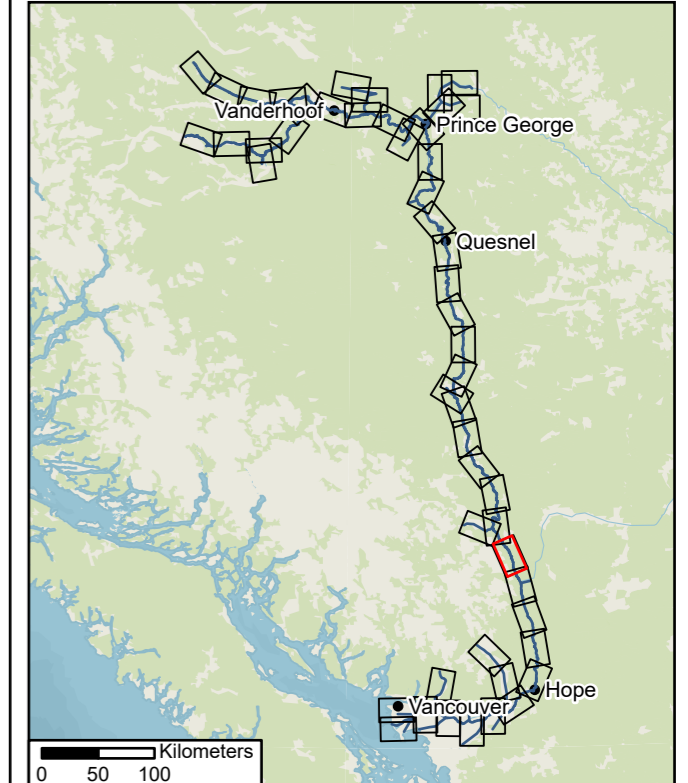 Vanderhoof
Prince George
Quesnel
Hope
Vancouver
Kilometers
0 50 100